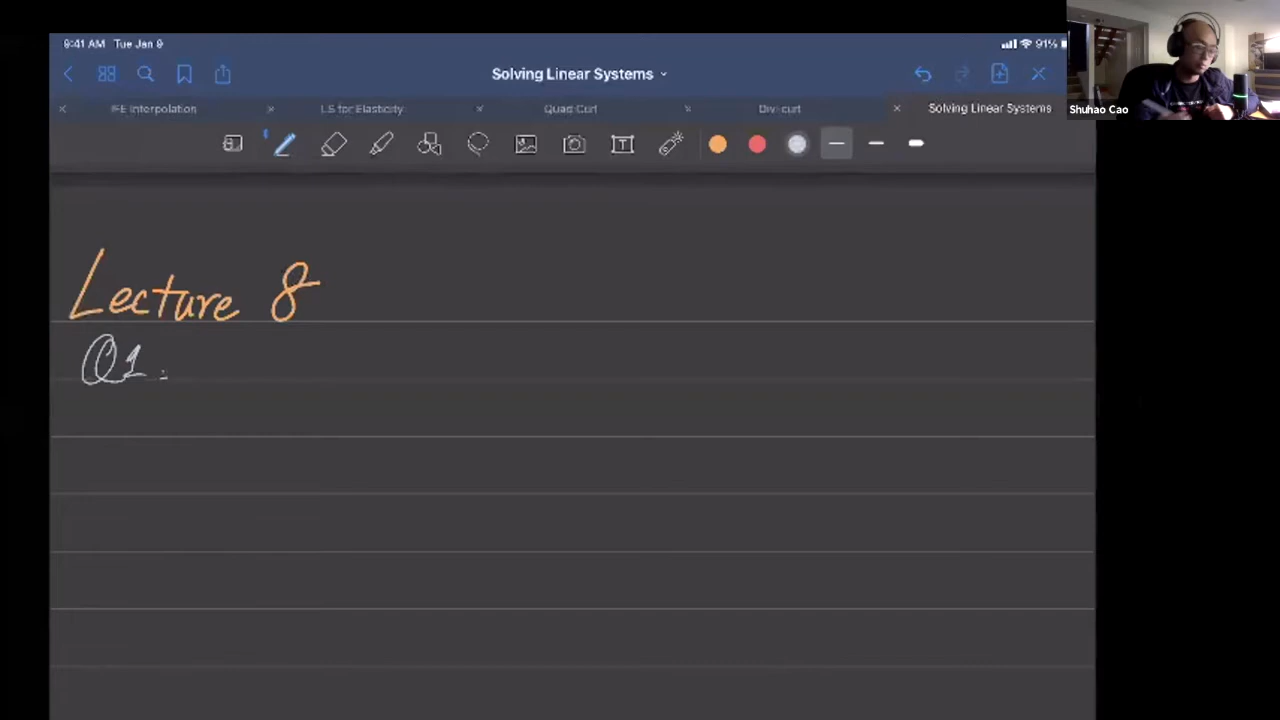 9:41 AM Tue Jan 9
91%
Solving Linear Systems
IFE Interpolation
LS for Elasticity
Quad Curl
Div-curl
Solving Linear Systems
Shuhao Cao
Lecture 8
Q1: